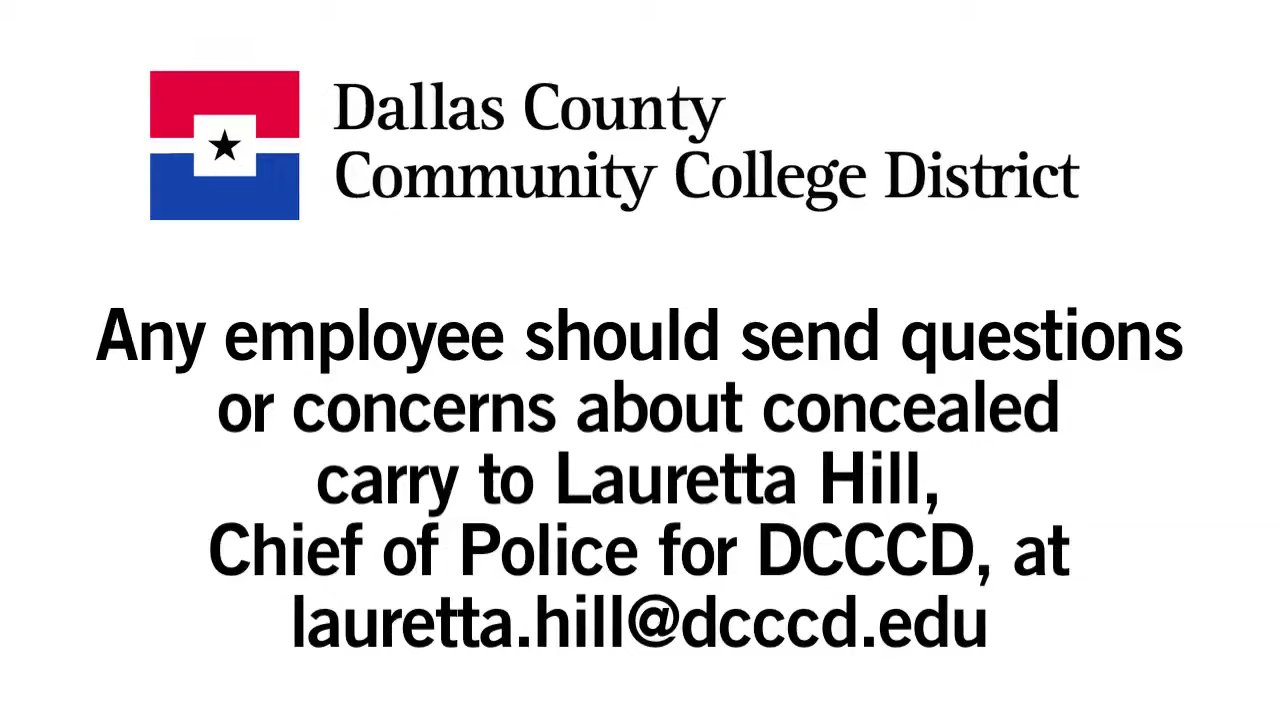 Dallas County
Community College District
Any employee should send questions
or concerns about concealed
carry to Lauretta Hill,
Chief of Police for DCCCD, at
lauretta.hill@dcccd.edu